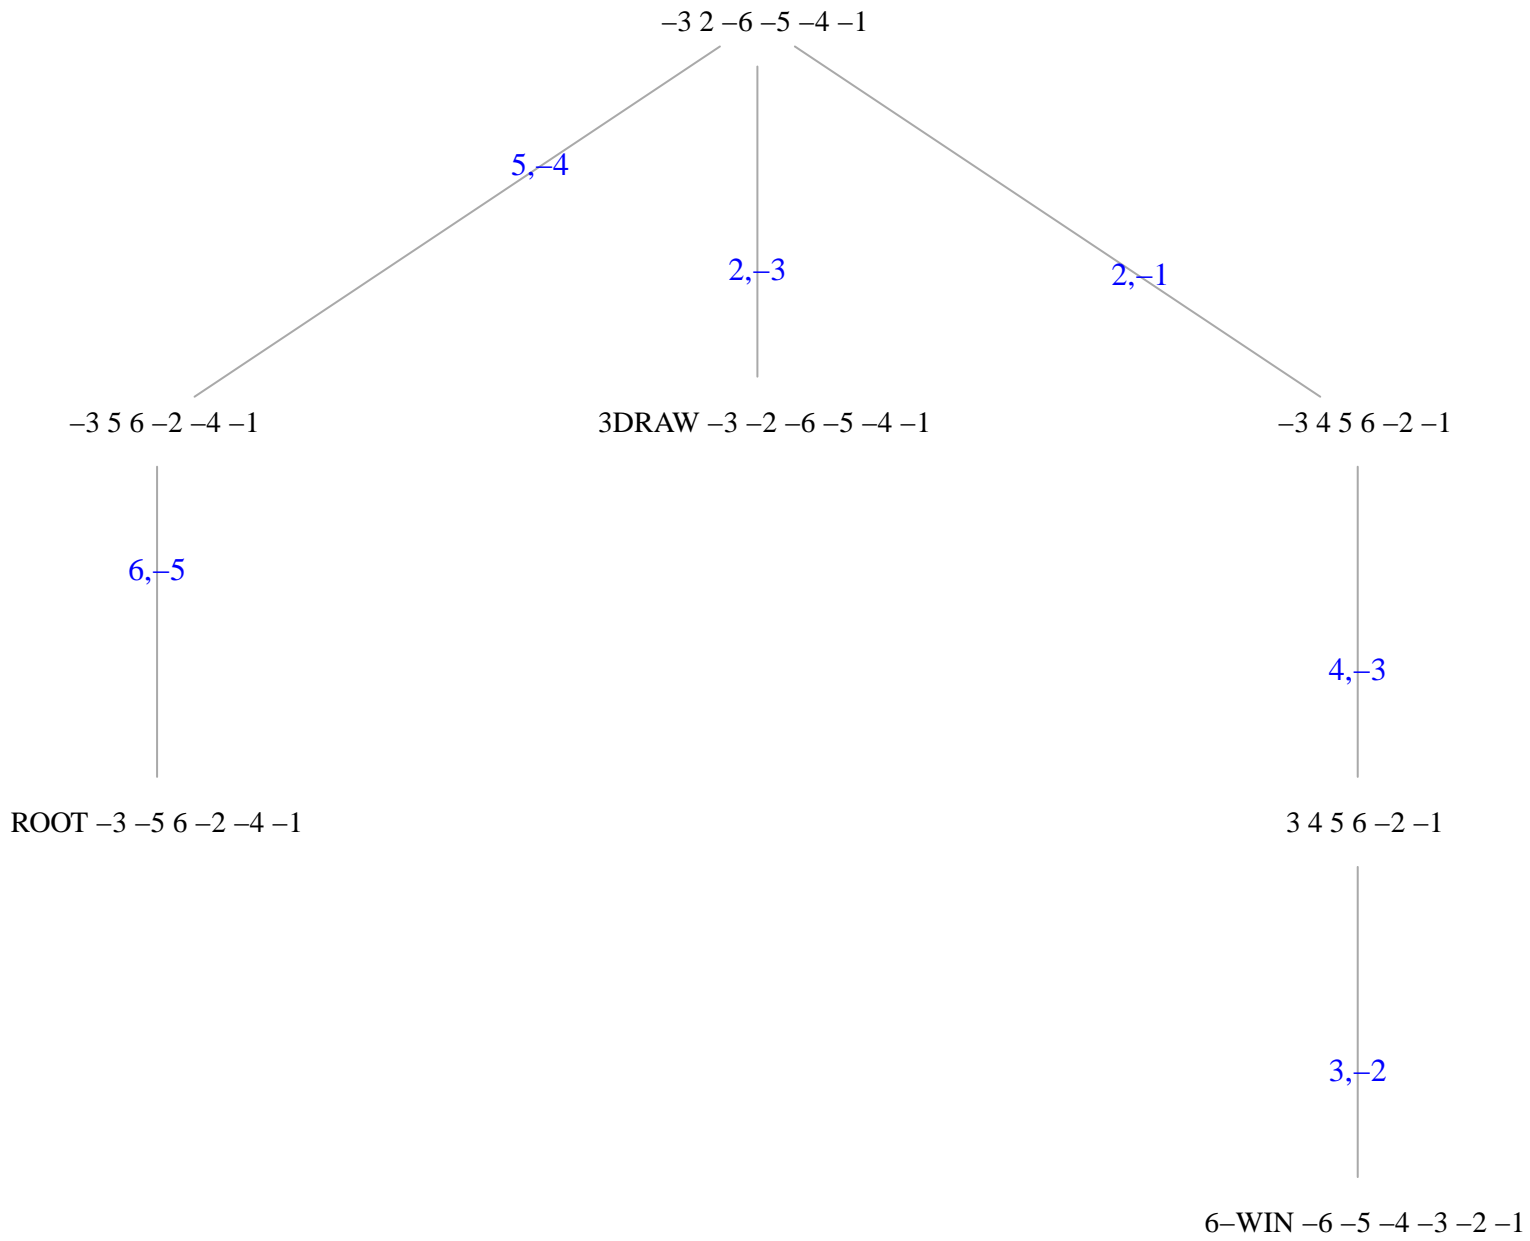 –3 2 –6 –5 –4 –1
5,–4
2,–3
2,–1
–3 5 6 –2 –4 –1
3DRAW –3 –2 –6 –5 –4 –1
–3 4 5 6 –2 –1
6,–5
4,–3
ROOT –3 –5 6 –2 –4 –1
3 4 5 6 –2 –1
3,–2
6–WIN –6 –5 –4 –3 –2 –1